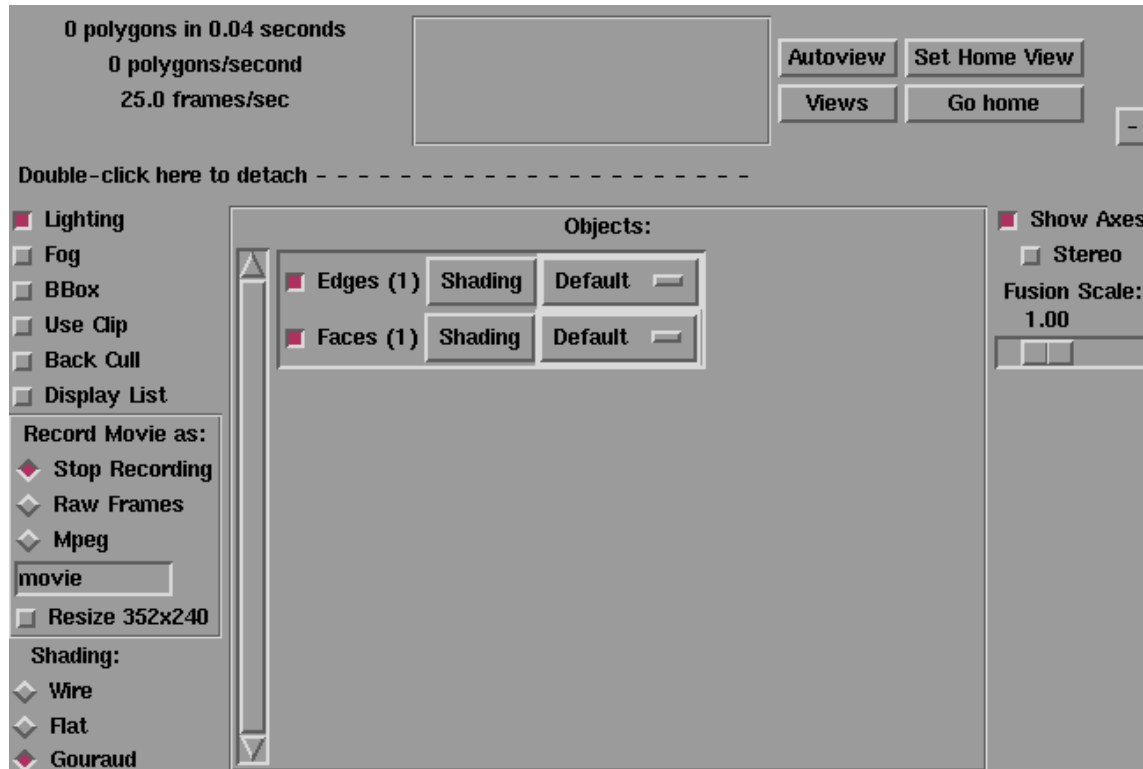 0 polygons in 0.04 seconds
0 polygons/second
25.0 frames/sec
Autoview
Set Home View
Views
Go home
-
Double-click here to detach - - - - - - - - - - - - - - - - - - - - -
Lighting
Fog
BBox
Use Clip
Back Cull
Display List
Record Movie as:
Stop Recording
Raw Frames
Mpeg
movie
Resize 352x240
Shading:
Wire
Flat
Gouraud
Objects:
Edges (1) Shading Default
Faces (1) Shading Default
Show Axes
Stereo
Fusion Scale:
1.00